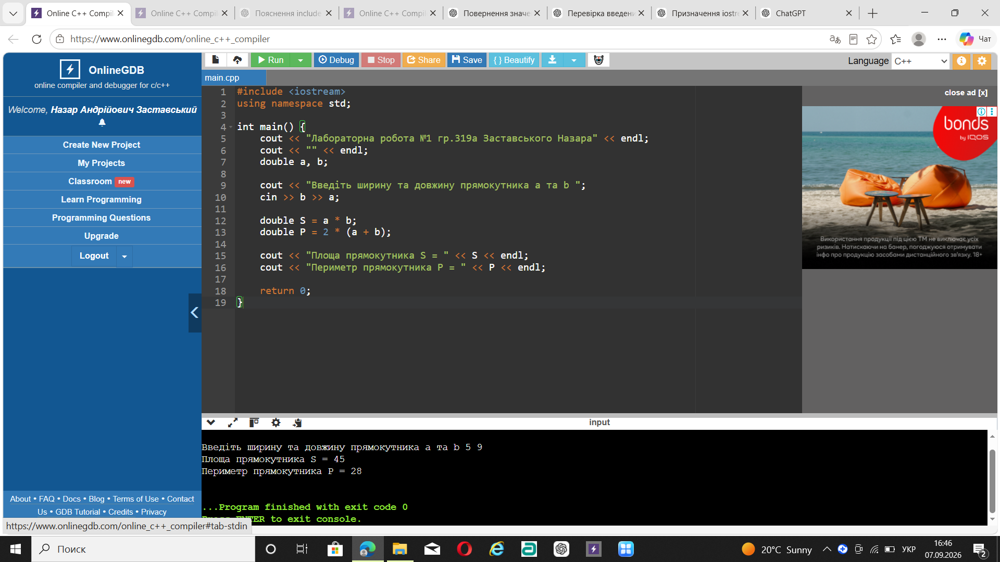 Online C++ Compil
Online C++ Compil
Пояснення include
Online C++ Compil
Повернення значе
Перевірка введен
Призначення iostr
ChatGPT
https://www.onlinegdb.com/online_c++_compiler
Чат
OnlineGDB
online compiler and debugger for c/c++
Welcome, Назар Андрійович Заставський
Create New Project
My Projects
Classroom new
Learn Programming
Programming Questions
Upgrade
Logout
About • FAQ • Docs • Blog • Terms of Use • Contact
Us • GDB Tutorial • Credits • Privacy
https://www.onlinegdb.com/online_c++_compiler#tab-stdin
Run Debug Stop Share Save { } Beautify
Language C++
main.cpp
1 #include <iostream>
2 using namespace std;
3
4 int main() {
5 cout << "Лабораторна робота №1 гр.319а Заставського Назара" << endl;
6 cout << "" << endl;
7 double a, b;
8
9 cout << "Введіть ширину та довжину прямокутника a та b ";
10 cin >> b >> a;
11
12 double S = a * b;
13 double P = 2 * (a + b);
14
15 cout << "Площа прямокутника S = " << S << endl;
16 cout << "Периметр прямокутника P = " << P << endl;
17
18 return 0;
19 }
close ad [x]
bonds
by IQOS
Використання продукції під цією ТМ не виключає усіх
ризиків. Натискаючи на банер, погоджуюся отримувати
інфо про продукцію засобами дистанційного зв'язку. 18+
input
Введіть ширину та довжину прямокутника a та b 5 9
Площа прямокутника S = 45
Периметр прямокутника P = 28
...Program finished with exit code 0
Press ENTER to exit console.
Поиск
20°C Sunny
УКР
16:46
07.09.2026
2